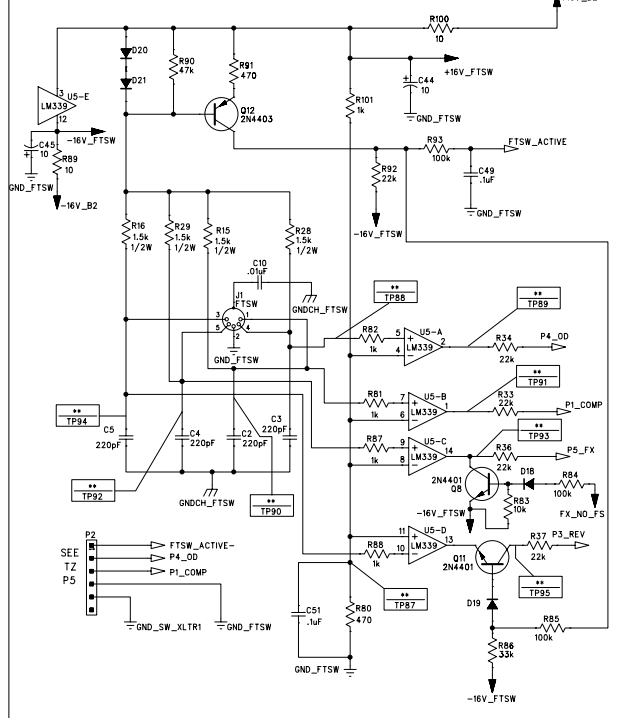 R100
10
D20
D21
R90
47k
R91
470
Q12
2N4403
3
U5-E
LM339
12
-16V_FTSW
C45
10
R89
10
GND_FTSW
-16V_B2
R101
1k
C44
10
+16V_FTSW
GND_FTSW
R93
100k
FTSW_ACTIVE
R92
22k
-16V_FTSW
C49
.1uF
GND_FTSW
R16
1.5k
1/2W
R29
1.5k
1/2W
R15
1.5k
1/2W
R28
1.5k
1/2W
C10
.01uF
J1
FTSW
3
1
5
4
2
GND_FTSW
GNDCH_FTSW
**
TP88
**
TP89
R82
1k
5
4
+
-
U5-A
LM339
2
R34
22k
P4_OD
**
TP91
R81
1k
7
6
+
-
U5-B
LM339
1
R33
22k
P1_COMP
**
TP93
R87
1k
9
8
+
-
U5-C
LM339
14
R36
22k
P5_FX
**
TP94
C5
220pF
C4
220pF
C2
220pF
C3
220pF
**
TP92
GNDCH_FTSW
**
TP90
2N4401
Q8
D18
R84
100k
R83
10k
-16V_FTSW
FX_NO_FS
R88
1k
11
10
+
-
U5-D
LM339
13
Q11
2N4401
R37
22k
P3_REV
**
TP95
**
TP87
D19
R85
100k
R86
33k
-16V_FTSW
C51
.1uF
R80
470
GND_FTSW
P2
SEE
TZ
P5
FTSW_ACTIVE-
P4_OD
P1_COMP
GND_SW_XLTR1
GND_FTSW